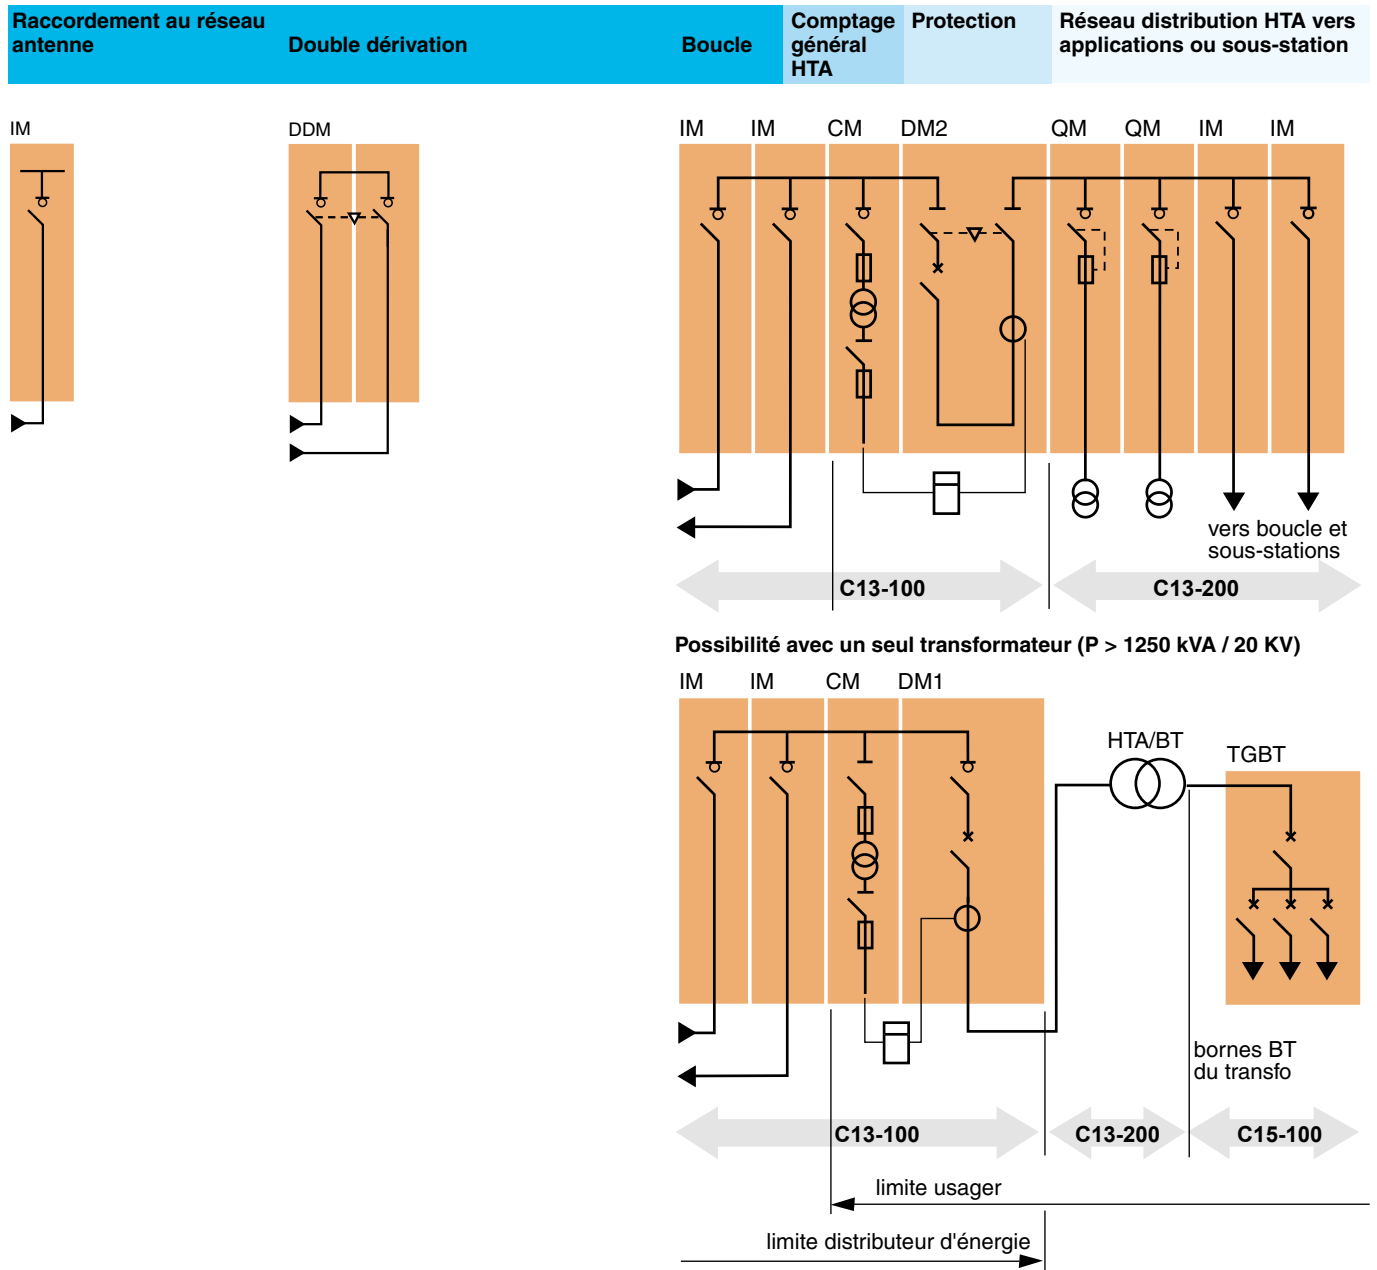 Raccordement au réseau
antenne
Double dérivation
Boucle
Comptage
général
HTA
Protection
Réseau distribution HTA vers
applications ou sous-station
IM
DDM
IM IM CM DM2 QM QM IM IM
vers boucle et
sous-stations
C13-100
C13-200
Possibilité avec un seul transformateur (P > 1250 kVA / 20 KV)
IM IM CM DM1
HTA/BT
TGBT
bornes BT
du transfo
C13-100
C13-200
C15-100
limite usager
limite distributeur d'énergie